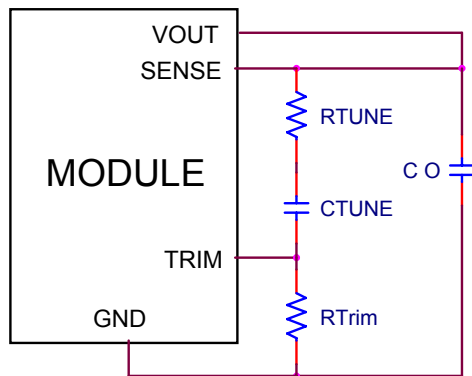 VOUT
SENSE
RTUNE
MODULE
C O
CTUNE
TRIM
GND
RTrim